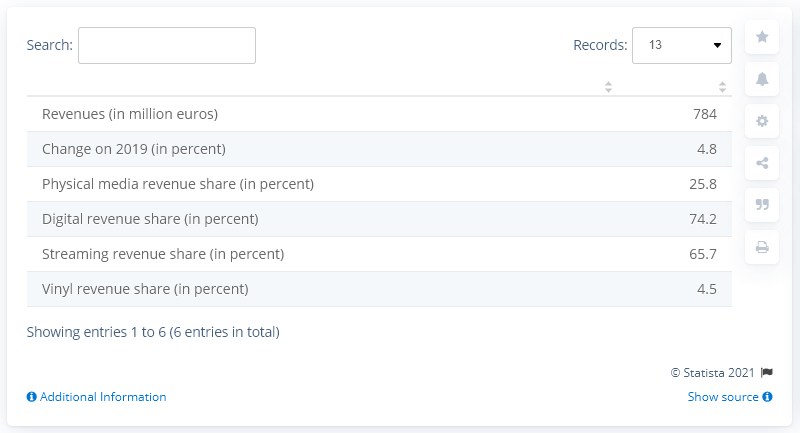 Search: Records: 13
Revenues (in million euros) 784
Change on 2019 (in percent) 4.8
Physical media revenue share (in percent) 25.8
Digital revenue share (in percent) 74.2
Streaming revenue share (in percent) 65.7
Vinyl revenue share (in percent) 4.5
Showing entries 1 to 6 (6 entries in total)
© Statista 2021
Additional Information Show source